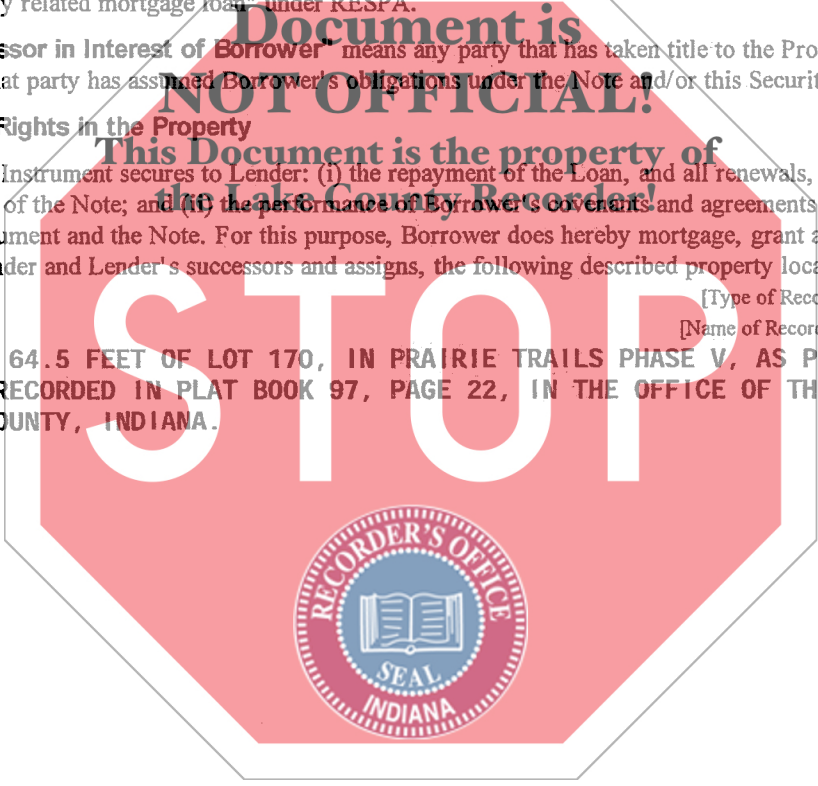 y related mortgage loan" under RESPA.
Document is
ssor in Interest of Borrower" means any party that has taken title to the Pro
at party has assumed Borrower's obligations under the Note and/or this Securit
NOT OFFICIAL!
Rights in the Property
This Document is the property of
Instrument secures to Lender: (i) the repayment of the Loan, and all renewals,
the Lake County Recorder!
of the Note; and (ii) the performance of Borrower's covenants and agreements
ument and the Note. For this purpose, Borrower does hereby mortgage, grant a
der and Lender's successors and assigns, the following described property loca
[Type of Reco
[Name of Record
STOP
64.5 FEET OF LOT 170, IN PRAIRIE TRAILS PHASE V, AS P
RECORDED IN PLAT BOOK 97, PAGE 22, IN THE OFFICE OF TH
OUNTY, INDIANA.
RECORDER'S OFFICE
SEAL
INDIANA